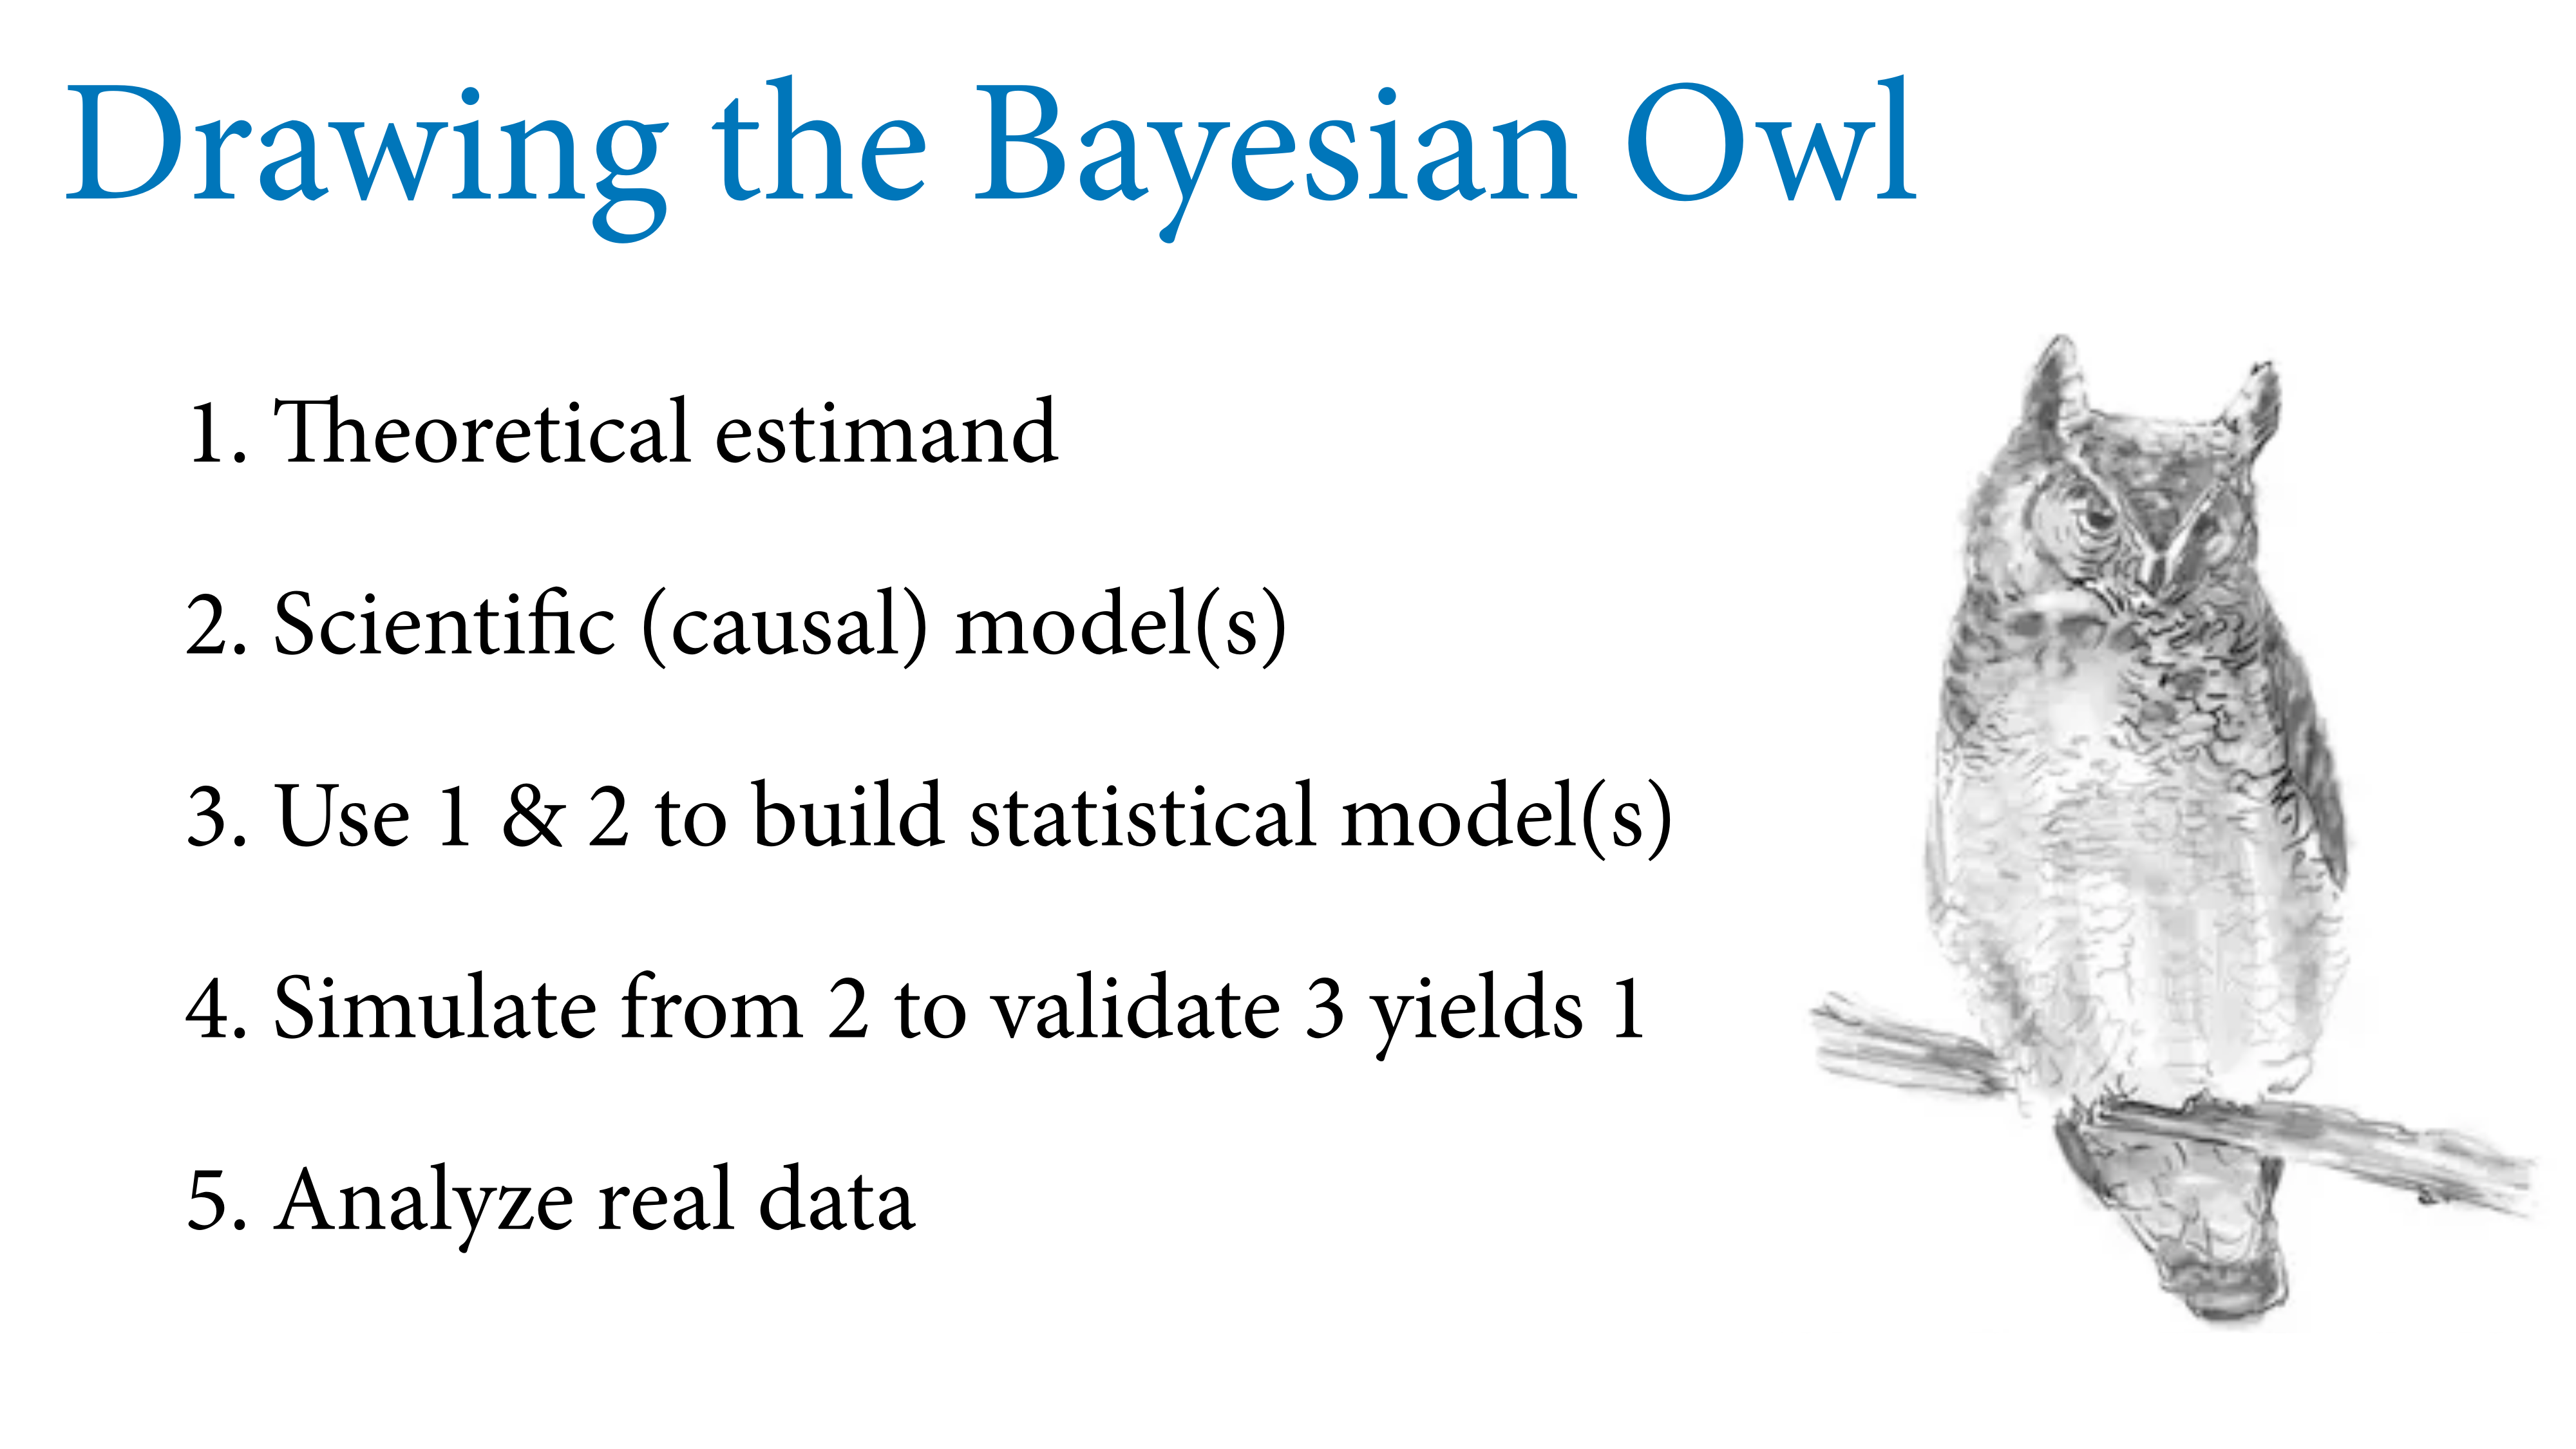 Drawing the Bayesian Owl
1. Theoretical estimand
2. Scientific (causal) model(s)
3. Use 1 & 2 to build statistical model(s)
4. Simulate from 2 to validate 3 yields 1
5. Analyze real data